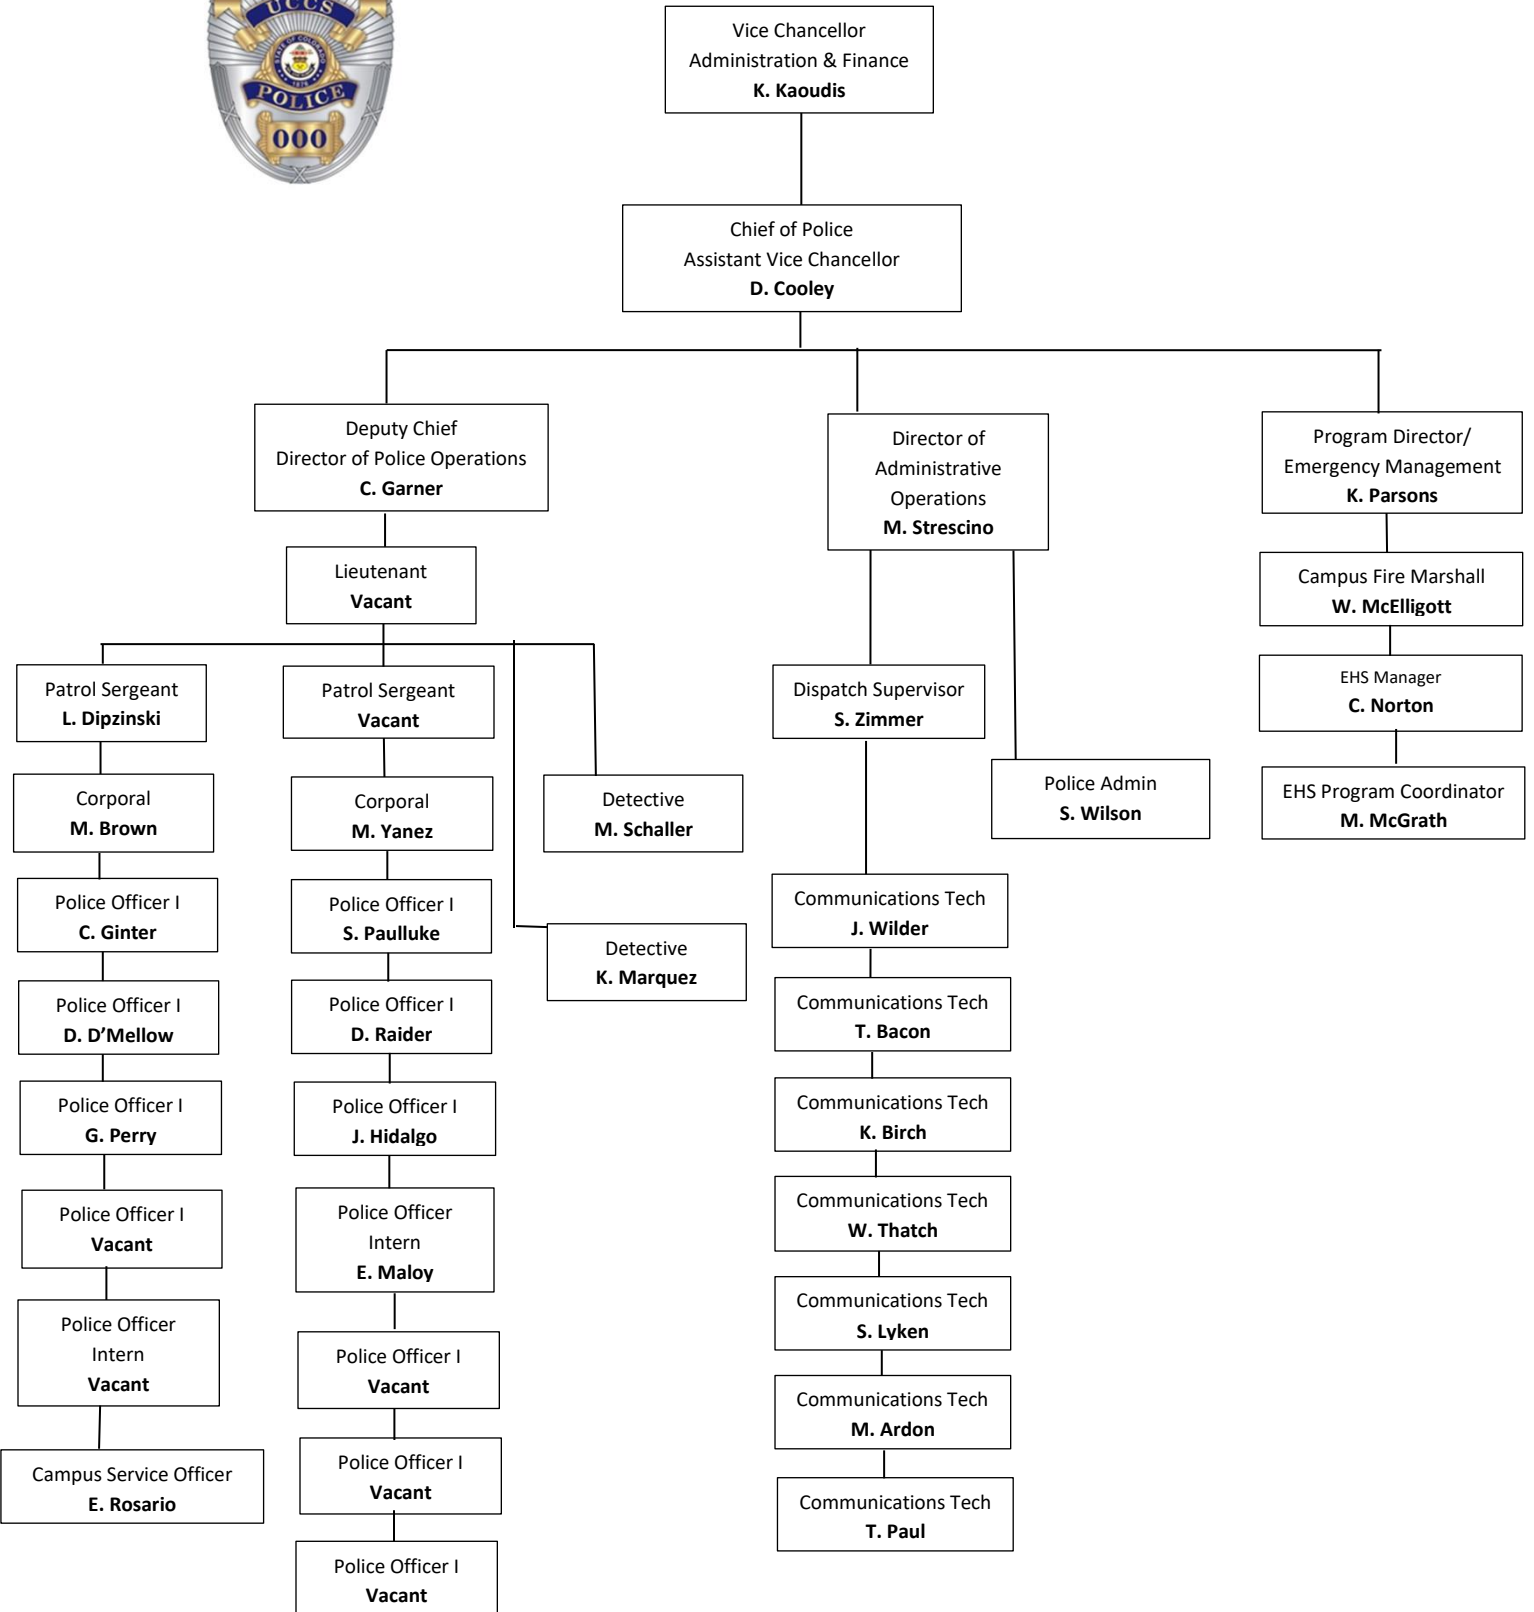 UCCS
STATE OF COLORADO
1876
POLICE
000
Vice Chancellor
Administration & Finance
K. Kaoudis
Chief of Police
Assistant Vice Chancellor
D. Cooley
Deputy Chief
Director of Police Operations
C. Garner
Lieutenant
Vacant
Patrol Sergeant
L. Dipzinski
Corporal
M. Brown
Police Officer I
C. Ginter
Police Officer I
D. D’Mellow
Police Officer I
G. Perry
Police Officer I
Vacant
Police Officer
Intern
Vacant
Campus Service Officer
E. Rosario
Patrol Sergeant
Vacant
Corporal
M. Yanez
Police Officer I
S. Paulluke
Police Officer I
D. Raider
Police Officer I
J. Hidalgo
Police Officer
Intern
E. Maloy
Police Officer I
Vacant
Police Officer I
Vacant
Police Officer I
Vacant
Detective
M. Schaller
Detective
K. Marquez
Director of
Administrative
Operations
M. Strescino
Dispatch Supervisor
S. Zimmer
Communications Tech
J. Wilder
Communications Tech
T. Bacon
Communications Tech
K. Birch
Communications Tech
W. Thatch
Communications Tech
S. Lyken
Communications Tech
M. Ardon
Communications Tech
T. Paul
Police Admin
S. Wilson
Program Director/
Emergency Management
K. Parsons
Campus Fire Marshall
W. McElligott
EHS Manager
C. Norton
EHS Program Coordinator
M. McGrath